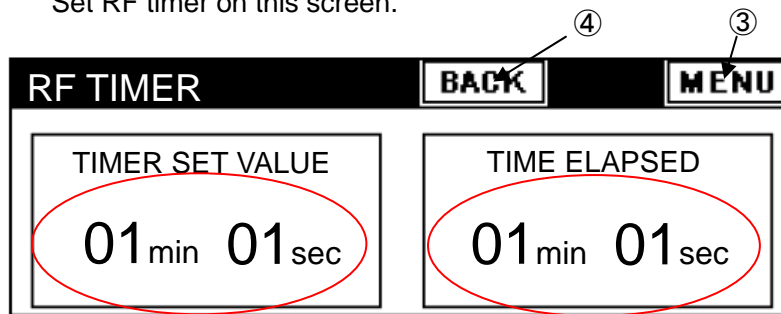 Set RF timer on this screen.
④ ③
RF TIMER BACK MENU
TIMER SET VALUE TIME ELAPSED
01min 01sec 01min 01sec